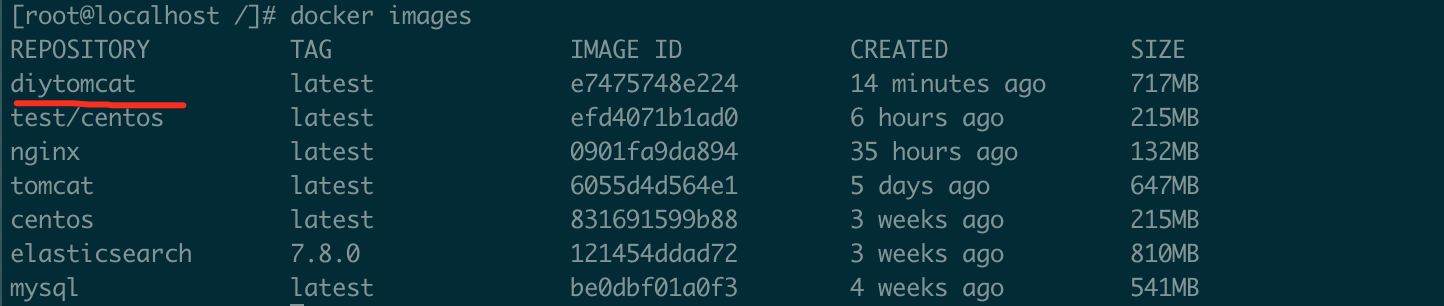 [root@localhost /]# docker images
REPOSITORY TAG IMAGE ID CREATED SIZE
diytomcat latest e7475748e224 14 minutes ago 717MB
test/centos latest efd4071b1ad0 6 hours ago 215MB
nginx latest 0901fa9da894 35 hours ago 132MB
tomcat latest 6055d4d564e1 5 days ago 647MB
centos latest 831691599b88 3 weeks ago 215MB
elasticsearch 7.8.0 121454ddad72 3 weeks ago 810MB
mysql latest be0dbf01a0f3 4 weeks ago 541MB